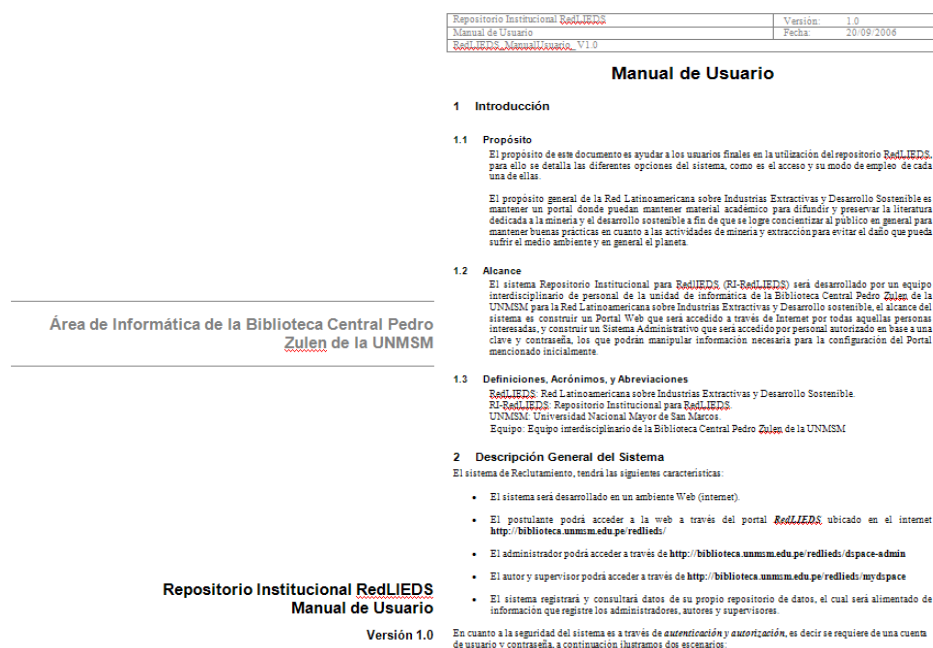 Área de Informática de la Biblioteca Central Pedro
Zulen de la UNMSM
Repositorio Institucional RedLIEDS
Manual de Usuario
Versión 1.0
Repositorio Institucional RedLIEDS
Versión: 1.0
Manual de Usuario
Fecha: 20/09/2006
RedLIEDS_ManualUsuario_ V1.0
Manual de Usuario
1 Introducción
1.1 Propósito
El propósito de este documento es ayudar a los usuarios finales en la utilización del repositorio RedLIEDS,
para ello se detalla las diferentes opciones del sistema, como es el acceso y su modo de empleo de cada
una de ellas.
El propósito general de la Red Latinoamericana sobre Industrias Extractivas y Desarrollo Sostenible es
mantener un portal donde puedan mantener material académico para difundir y preservar la literatura
dedicada a la minería y el desarrollo sostenible a fin de que se logre concientizar al público en general para
mantener buenas prácticas en cuanto a las actividades de minería y extracción para evitar el daño que pueda
sufrir el medio ambiente y en general el planeta.
1.2 Alcance
El sistema Repositorio Institucional para RedlIEDS (RI-RedLIEDS) será desarrollado por un equipo
interdisciplinario de personal de la unidad de informática de la Biblioteca Central Pedro Zulen de la
UNMSM para la Red Latinoamericana sobre Industrias Extractivas y Desarrollo sostenible, el alcance del
sistema es construir un Portal Web que será accedido a través de Internet por todas aquellas personas
interesadas, y construir un Sistema Administrativo que será accedido por personal autorizado en base a una
clave y contraseña, los que podrán manipular información necesaria para la configuración del Portal
mencionado inicialmente.
1.3 Definiciones, Acrónimos, y Abreviaciones
RedLIEDS: Red Latinoamericana sobre Industrias Extractivas y Desarrollo Sostenible.
RI-RedLIEDS: Repositorio Institucional para RedLIEDS.
UNMSM: Universidad Nacional Mayor de San Marcos.
Equipo: Equipo interdisciplinario de la Biblioteca Central Pedro Zulen de la UNMSM
2 Descripción General del Sistema
El sistema de Reclutamiento, tendrá las siguientes características:
• El sistema será desarrollado en un ambiente Web (internet).
• El postulante podrá acceder a la web a través del portal RedLIEDS ubicado en el internet
http://biblioteca.unmsm.edu.pe/redlieds/
• El administrador podrá acceder a través de http://biblioteca.unmsm.edu.pe/redlieds/dspace-admin
• El autor y supervisor podrá acceder a través de http://biblioteca.unmsm.edu.pe/redlieds/mydspace
• El sistema registrará y consultará datos de su propio repositorio de datos, el cual será alimentado de
información que registre los administradores, autores y supervisores.
En cuanto a la seguridad del sistema es a través de autenticación y autorización, es decir se requiere de una cuenta
de usuario y contraseña, a continuación ilustramos dos escenarios: